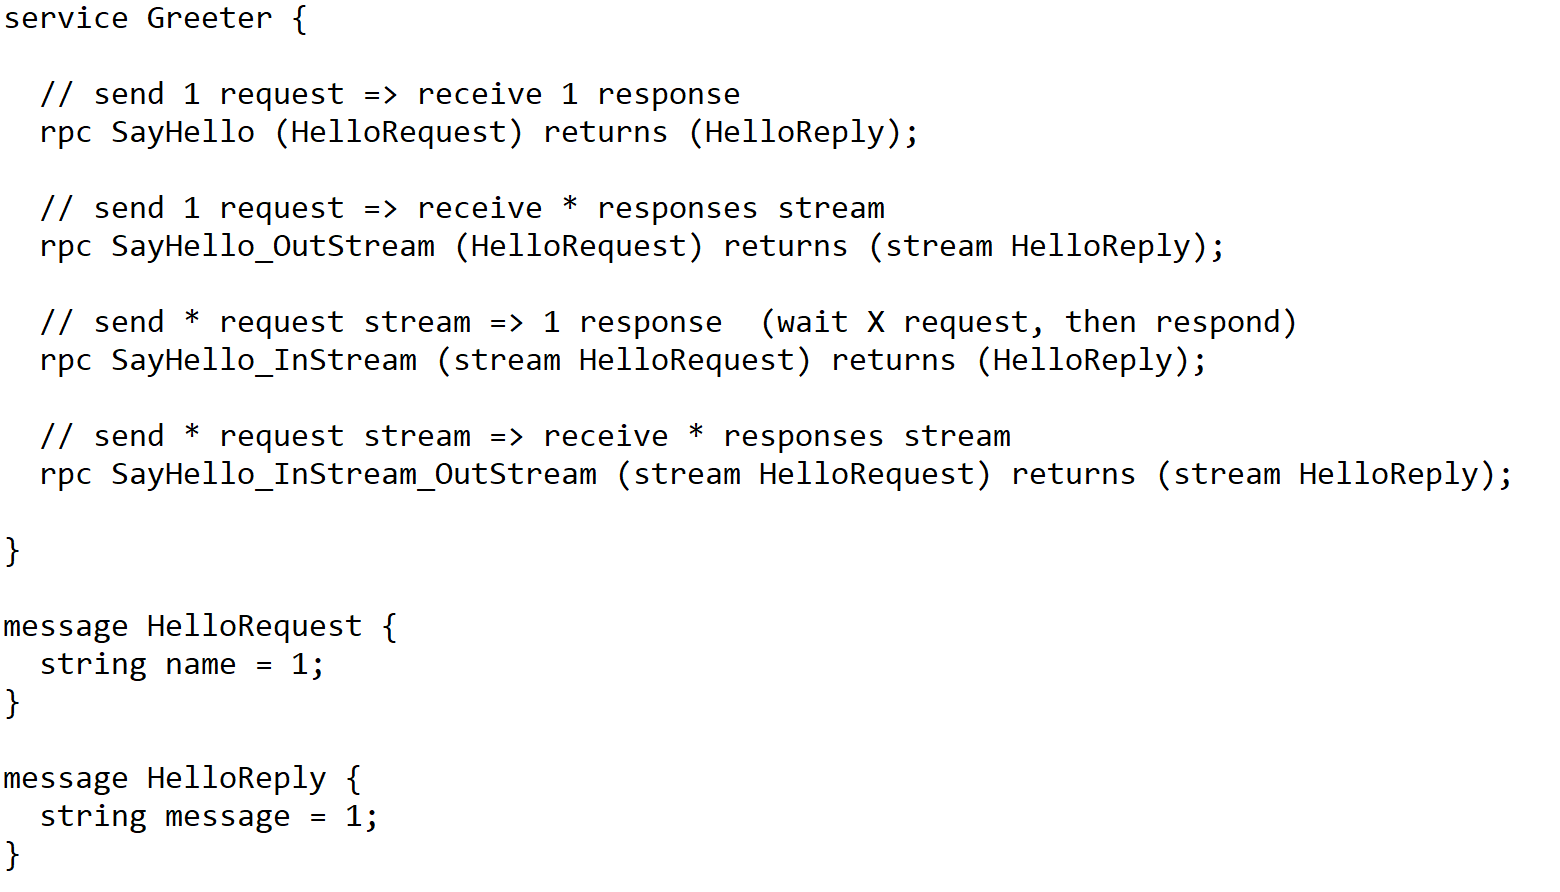 service Greeter {

  // send 1 request => receive 1 response
  rpc SayHello (HelloRequest) returns (HelloReply);

  // send 1 request => receive * responses stream
  rpc SayHello_OutStream (HelloRequest) returns (stream HelloReply);

  // send * request stream => 1 response  (wait X request, then respond)
  rpc SayHello_InStream (stream HelloRequest) returns (HelloReply);

  // send * request stream => receive * responses stream
  rpc SayHello_InStream_OutStream (stream HelloRequest) returns (stream HelloReply);

}

message HelloRequest {
  string name = 1;
}

message HelloReply {
  string message = 1;
}